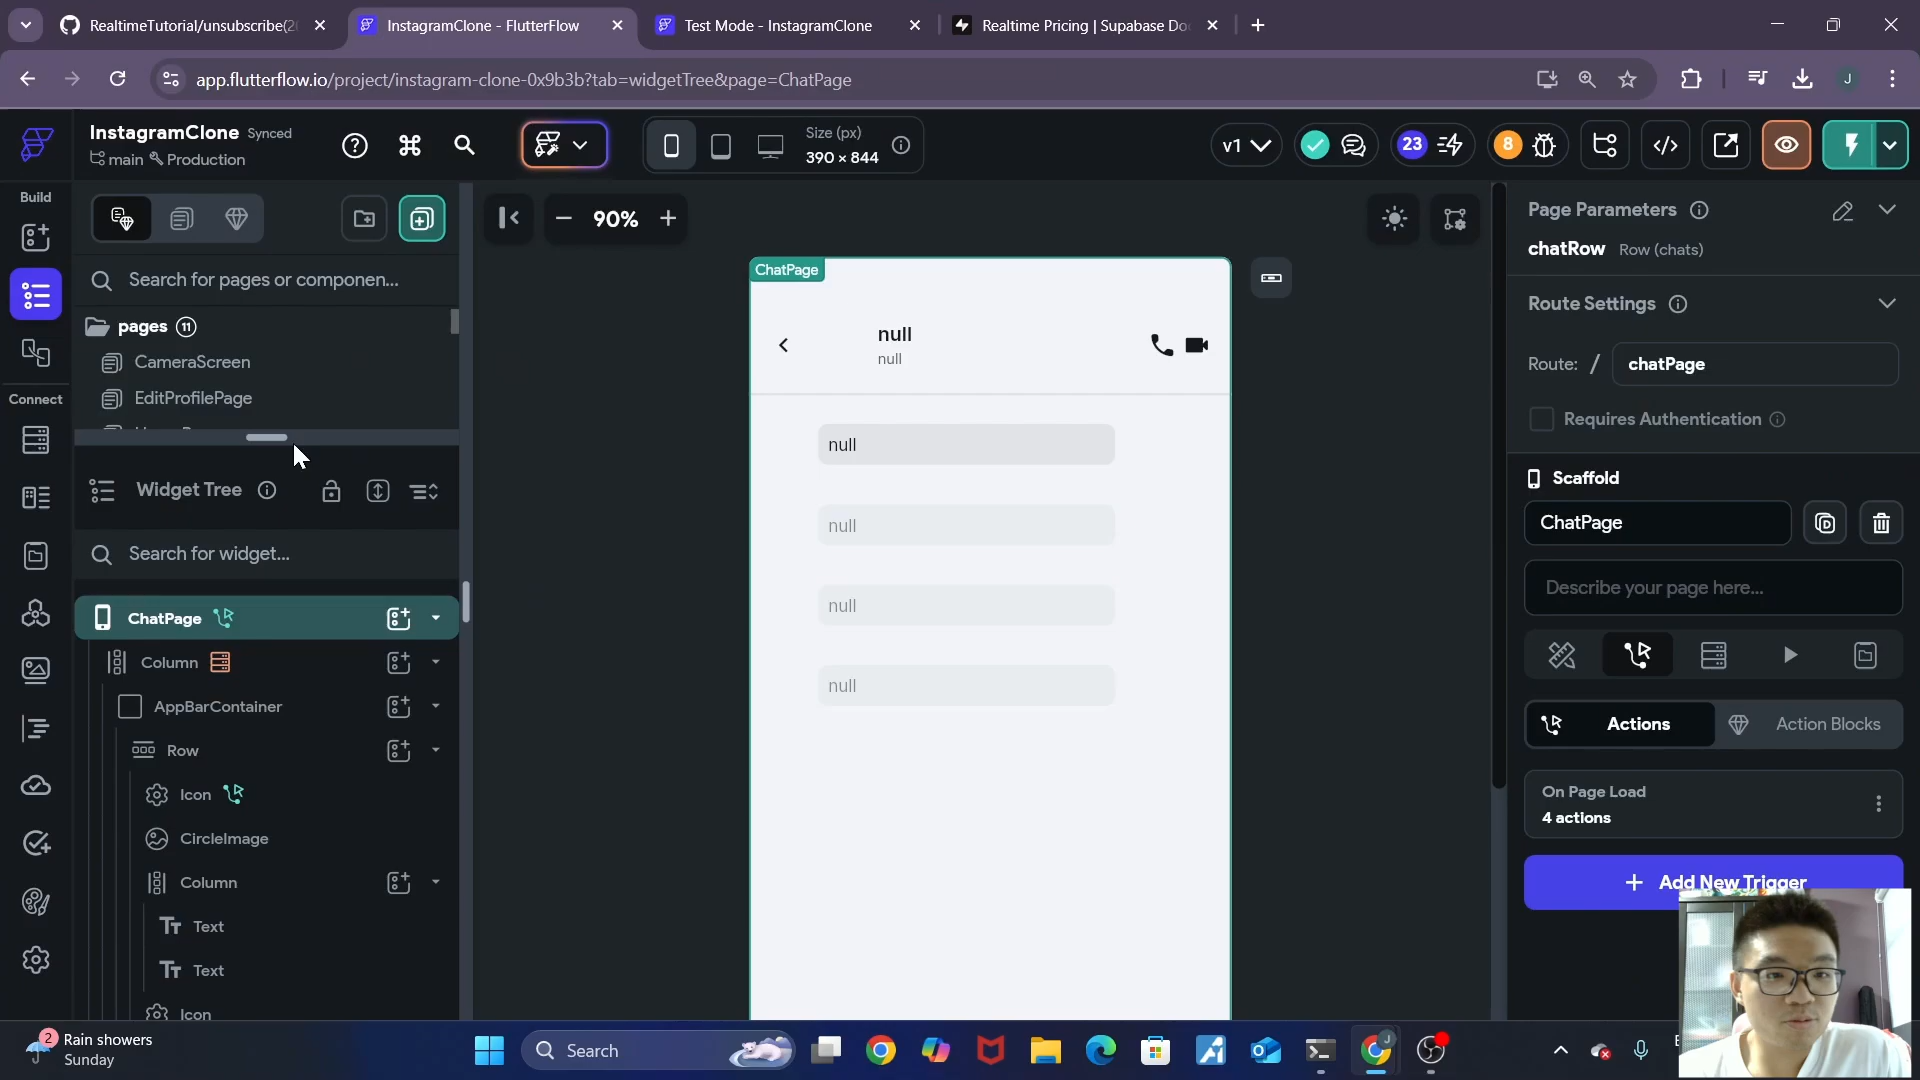 RealtimeTutorial/unsubscribe(2
InstagramClone - FlutterFlow
Test Mode - InstagramClone
Realtime Pricing | Supabase Do
app.flutterflow.io/project/instagram-clone-0x9b3b?tab=widgetTree&page=ChatPage
J
InstagramClone Synced
main Production
Size (px)
390 × 844
v1
23
8
Build
Connect
Search for pages or componen...
pages 11
CameraScreen
EditProfilePage
Widget Tree
Search for widget...
ChatPage
Column
AppBarContainer
Row
Icon
CircleImage
Column
Tt Text
Tt Text
Icon
90%
ChatPage
null
null
null
null
null
null
Page Parameters
chatRow Row (chats)
Route Settings
Route: / chatPage
Requires Authentication
Scaffold
ChatPage
Describe your page here...
Actions
Action Blocks
On Page Load
4 actions
+ Add New Trigger
2
Rain showers
Sunday
Search
J